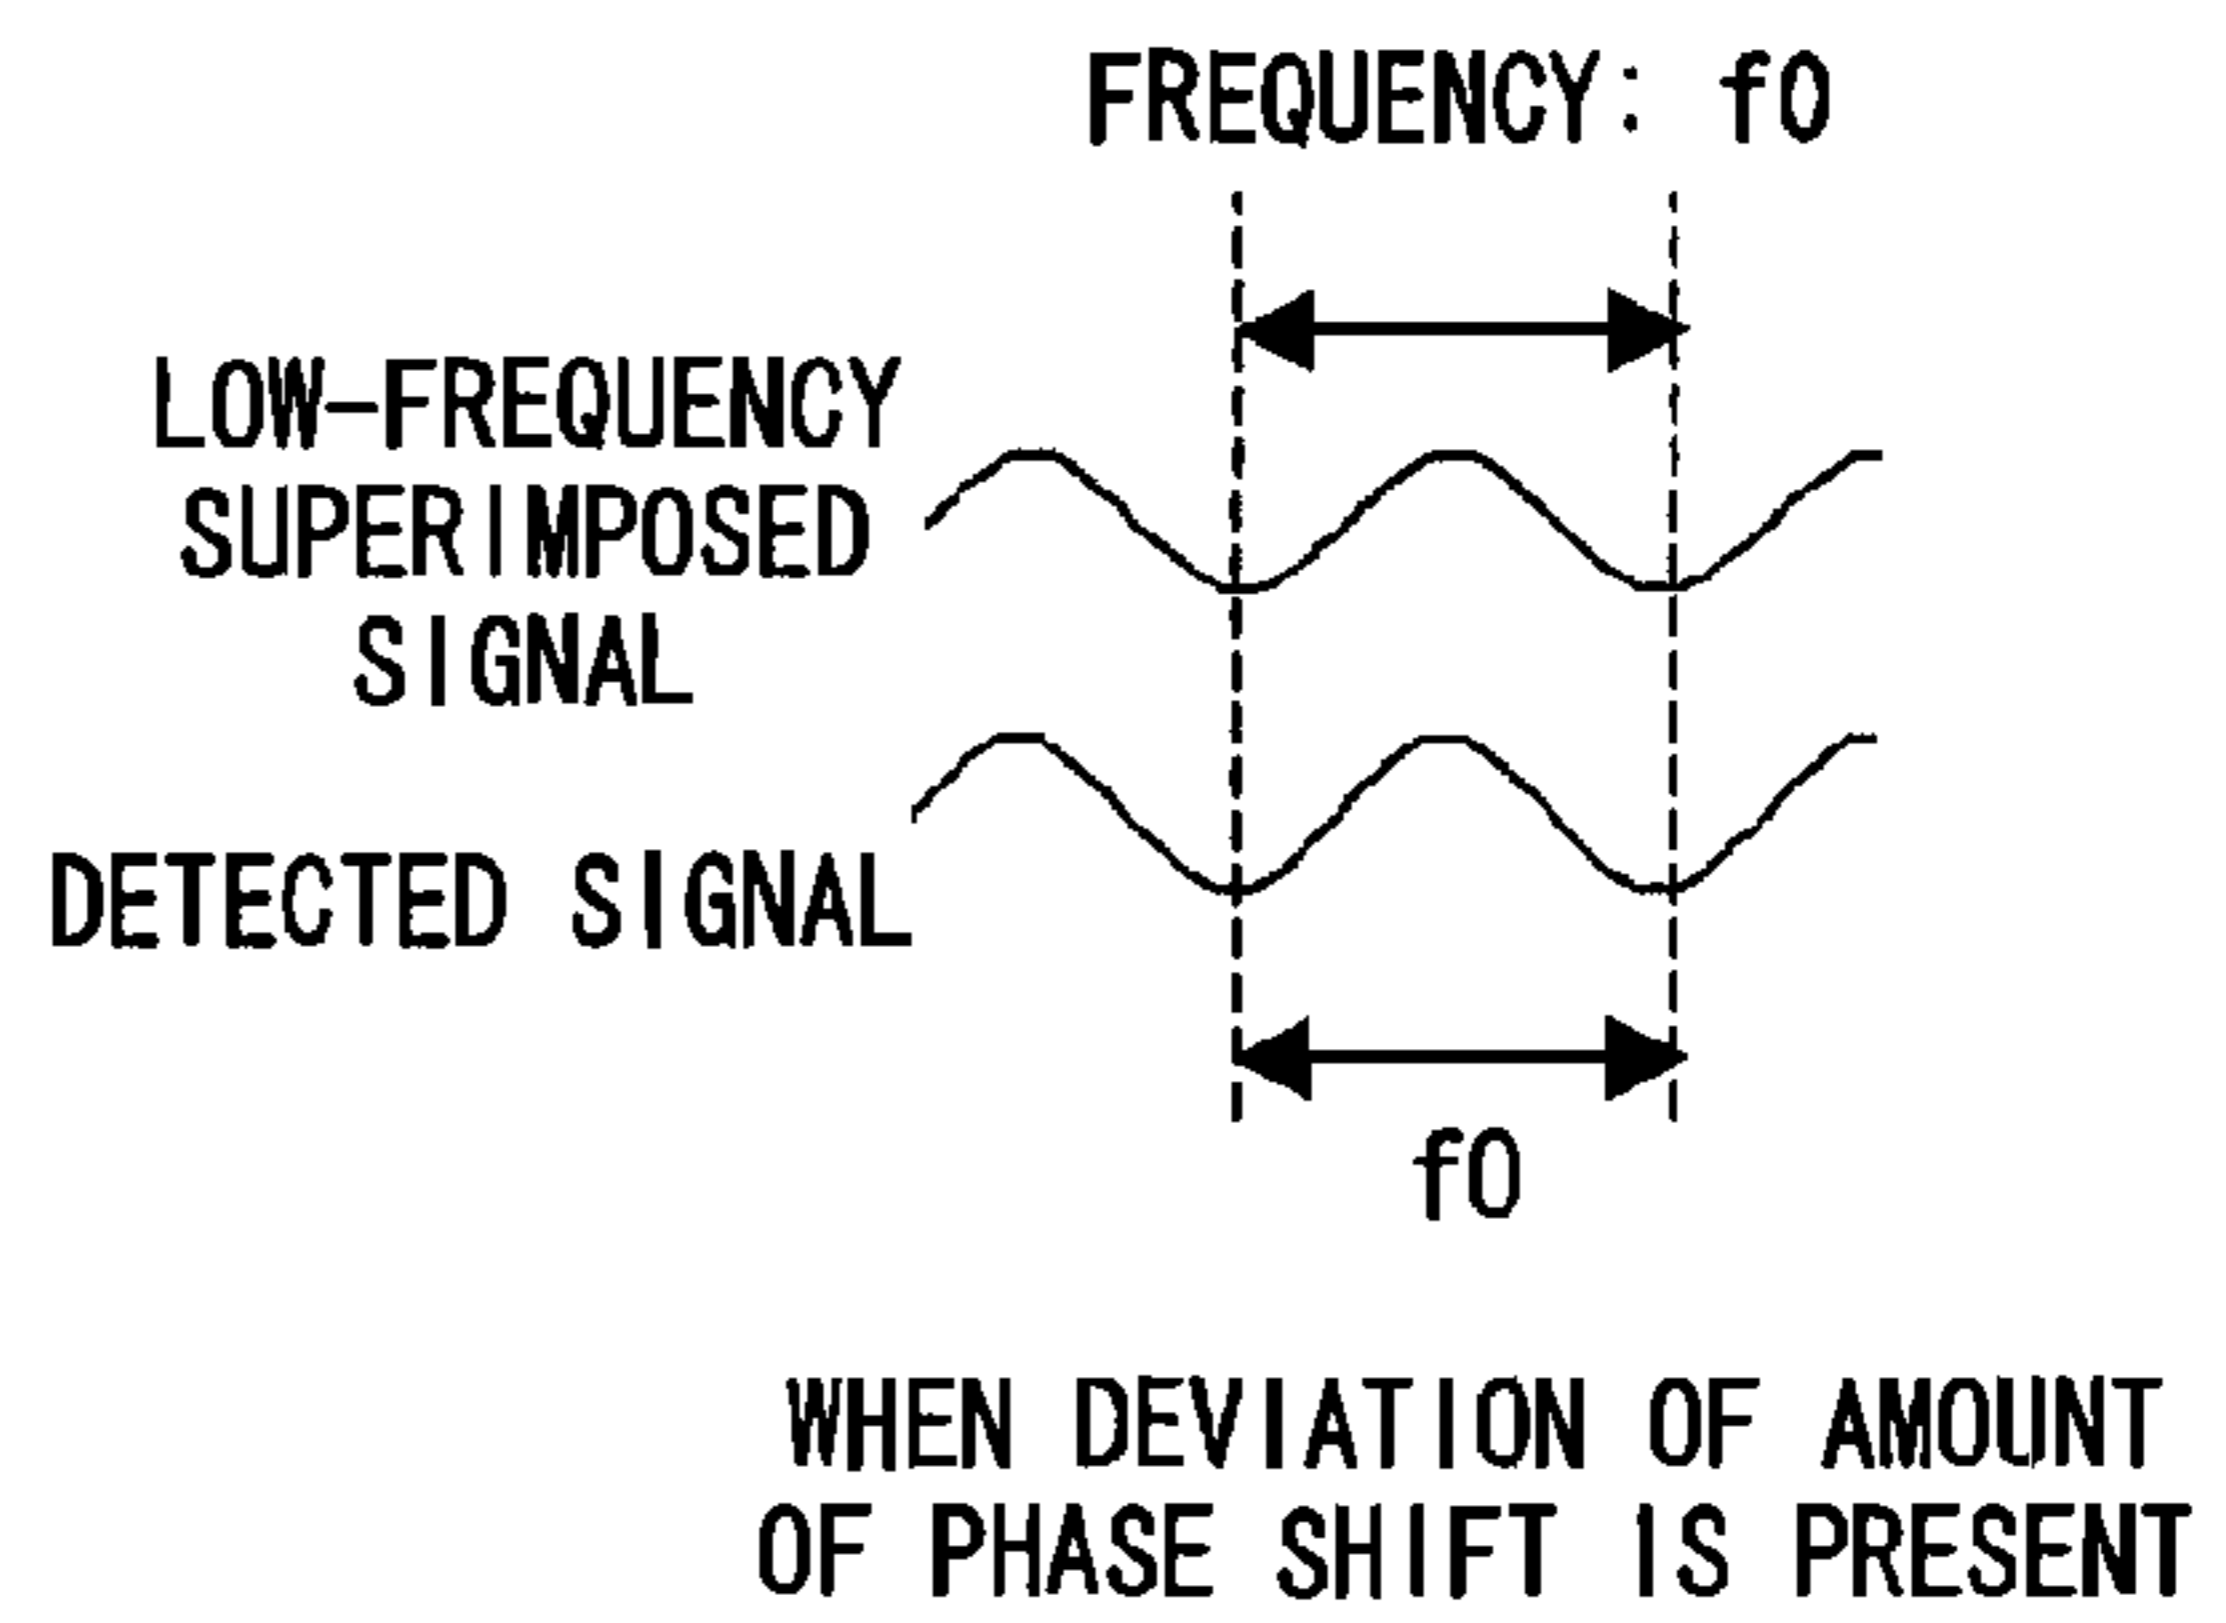 FREQUENCY: f0
LOW-FREQUENCY
SUPERIMPOSED
SIGNAL
DETECTED SIGNAL
f0
WHEN DEVIATION OF AMOUNT
OF PHASE SHIFT IS PRESENT